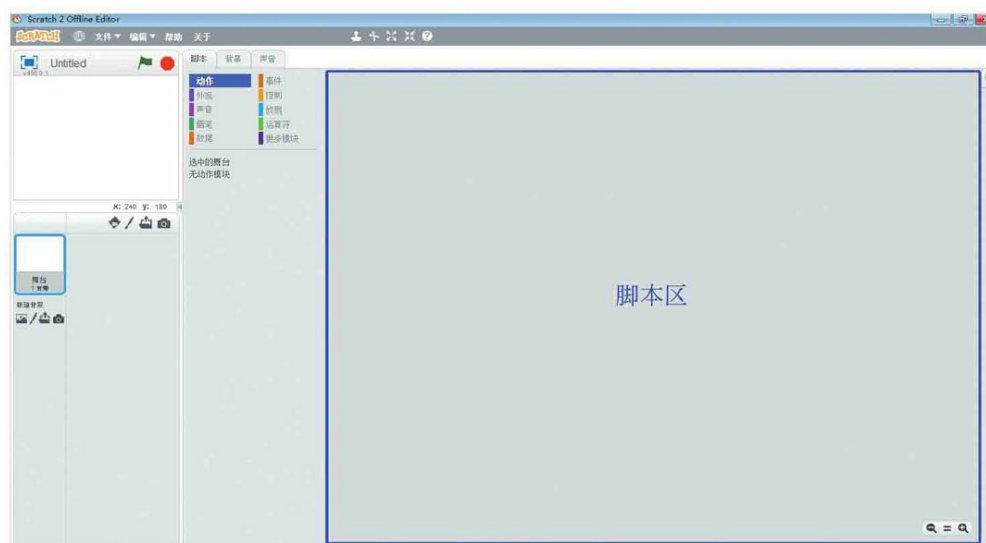 Scratch 2 Offline Editor
SCRATCH 文件 编辑 帮助 关于
Untitled
脚本 背景 声音
v456.0.1
动作 事件
外观 控制
声音 侦测
画笔 运算符
数据 更多模块
选中的舞台
无动作模块
X: 240 y: 180
舞台
1 背景
新建背景
脚本区